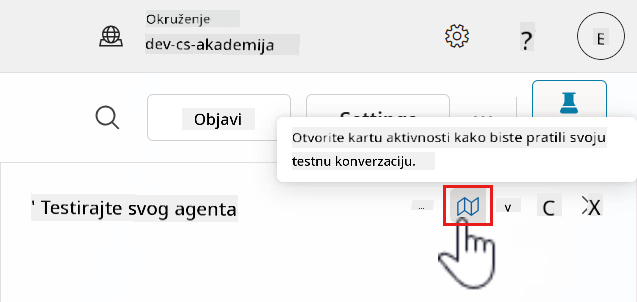 Okruženje
dev-cs-akademija
?
E
Objavi
Settings
...
Otvorite kartu aktivnosti kako biste pratili svoju
testnu konverzaciju.
' Testirajte svog agenta
...
v
C
X